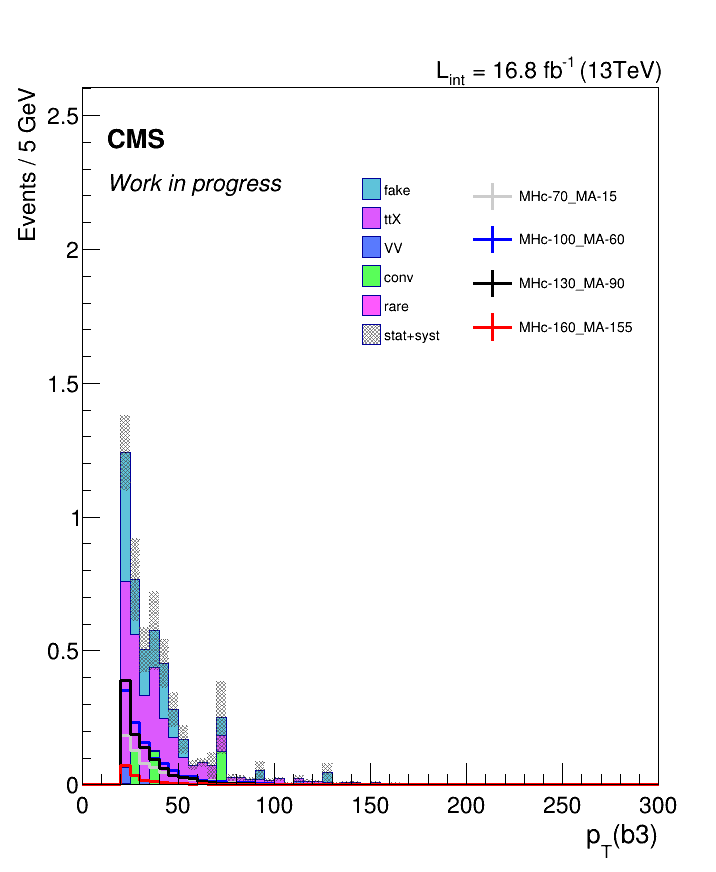 L_int = 16.8 fb^-1 (13TeV)
Events / 5 GeV
2.5
2
1.5
1
0.5
0
CMS
Work in progress
fake
ttX
VV
conv
rare
stat+syst
MHc-70_MA-15
MHc-100_MA-60
MHc-130_MA-90
MHc-160_MA-155
0 50 100 150 200 250 300
p_T(b3)